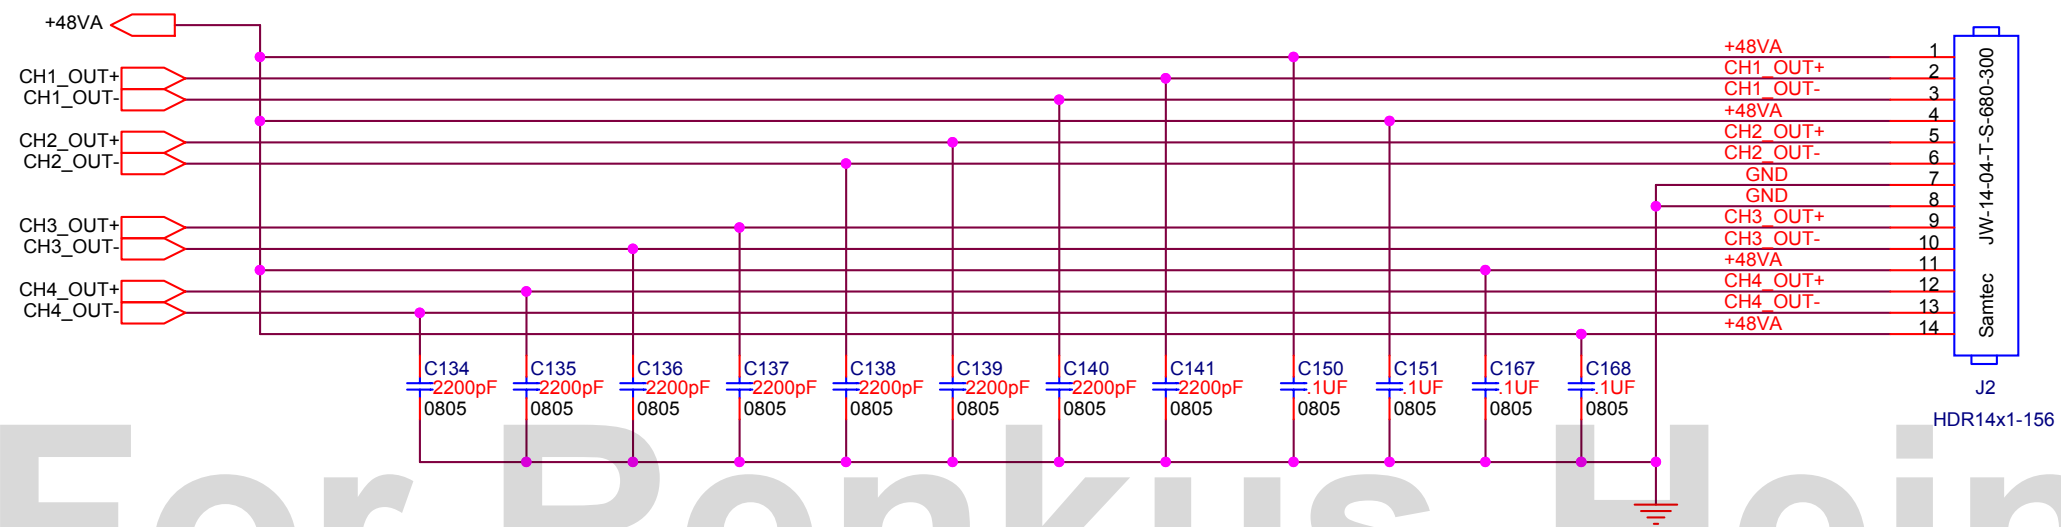 +48VA
CH1_OUT+
CH1_OUT-
CH2_OUT+
CH2_OUT-
CH3_OUT+
CH3_OUT-
CH4_OUT+
CH4_OUT-
+48VA 1
CH1_OUT+ 2
CH1_OUT- 3
+48VA 4
CH2_OUT+ 5
CH2_OUT- 6
GND 7
GND 8
CH3_OUT+ 9
CH3_OUT- 10
+48VA 11
CH4_OUT+ 12
CH4_OUT- 13
+48VA 14
JW-14-04-T-S-680-300
Samtec
J2
HDR14x1-156
C134 C135 C136 C137 C138 C139 C140 C141 C150 C151 C167 C168
2200pF 2200pF 2200pF 2200pF 2200pF 2200pF 2200pF 2200pF .1UF .1UF .1UF .1UF
0805 0805 0805 0805 0805 0805 0805 0805 0805 0805 0805 0805
For Renkus Hein